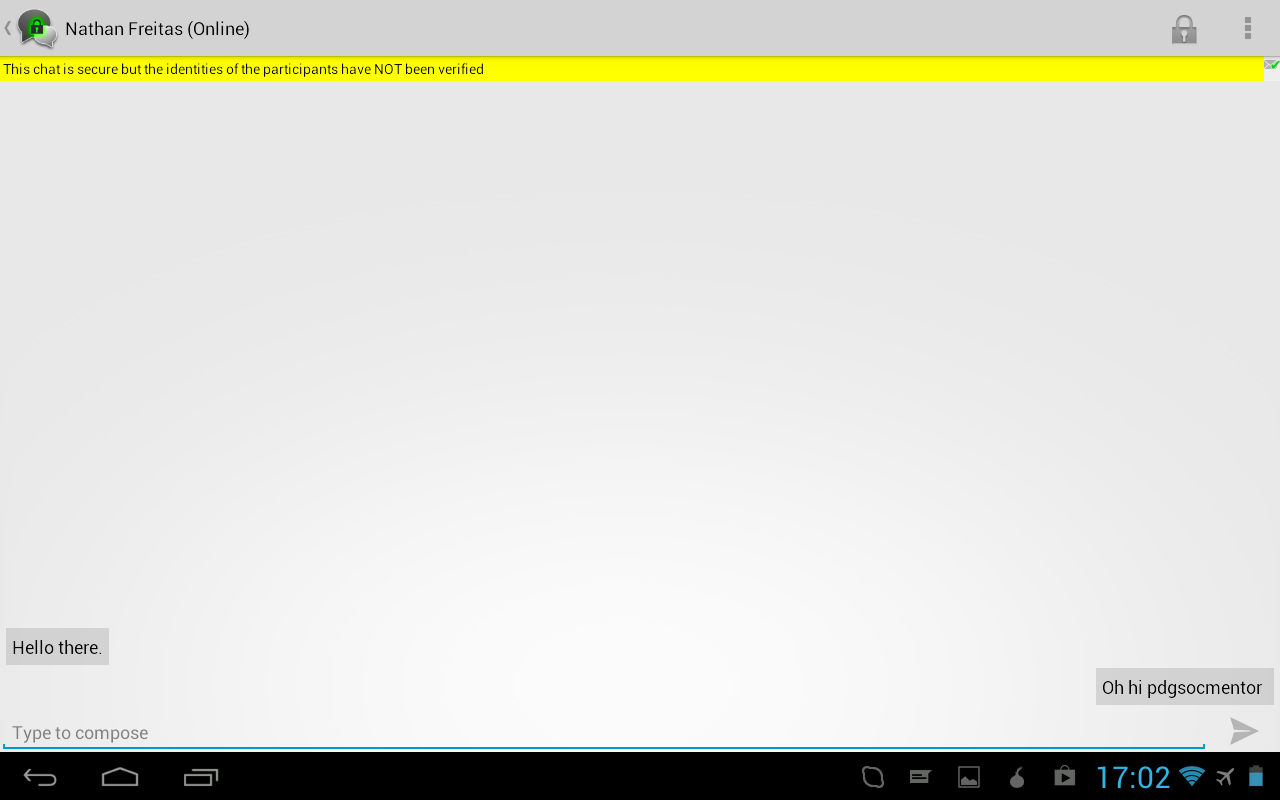 Nathan Freitas (Online)
This chat is secure but the identities of the participants have NOT been verified
Hello there.
Oh hi pdgsocmentor
Type to compose
17:02